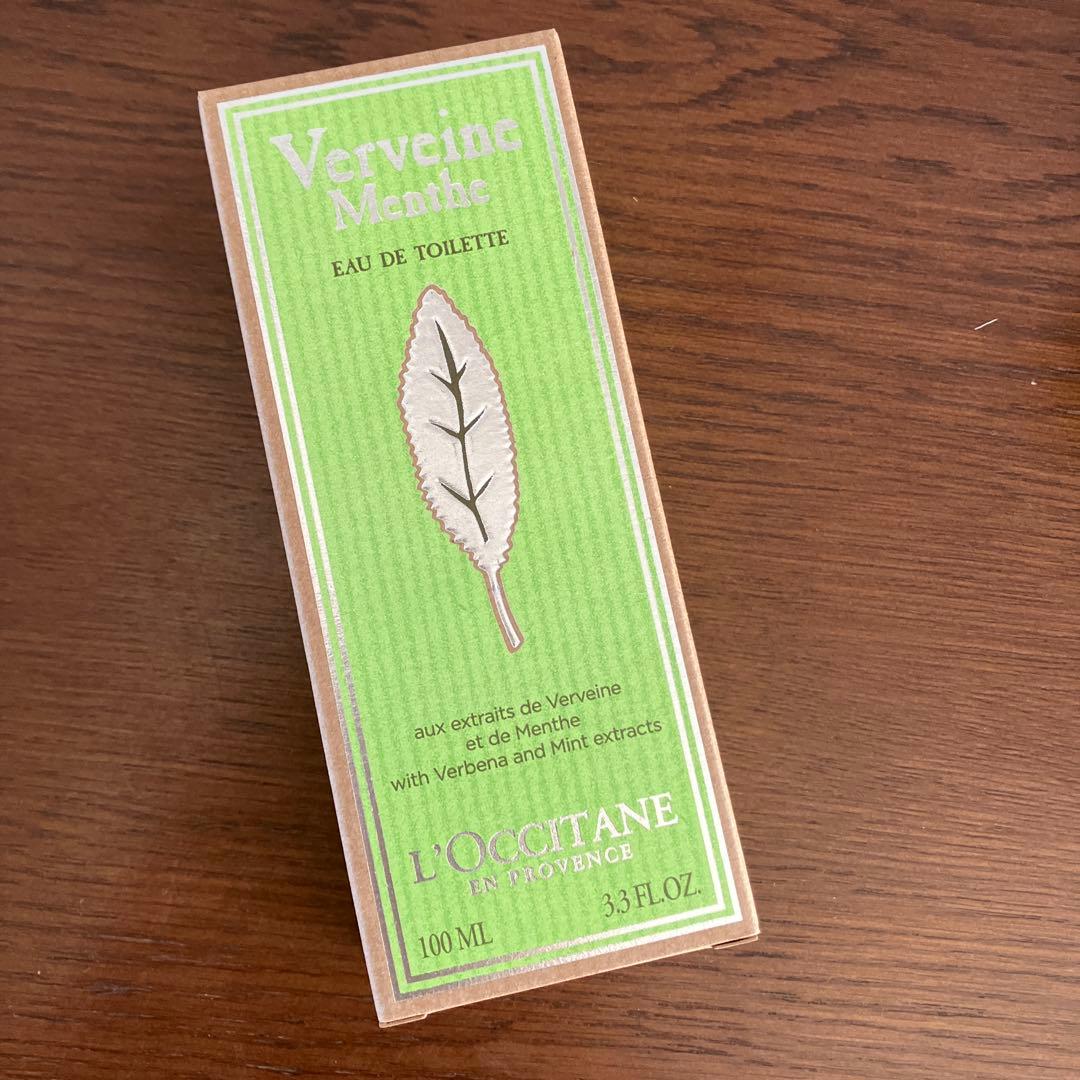 Verveine
Menthe
EAU DE TOILETTE
aux extraits de Verveine
et de Menthe
with Verbena and Mint extracts
L'OCCITANE
EN PROVENCE
100 ML 3.3 FL.OZ.